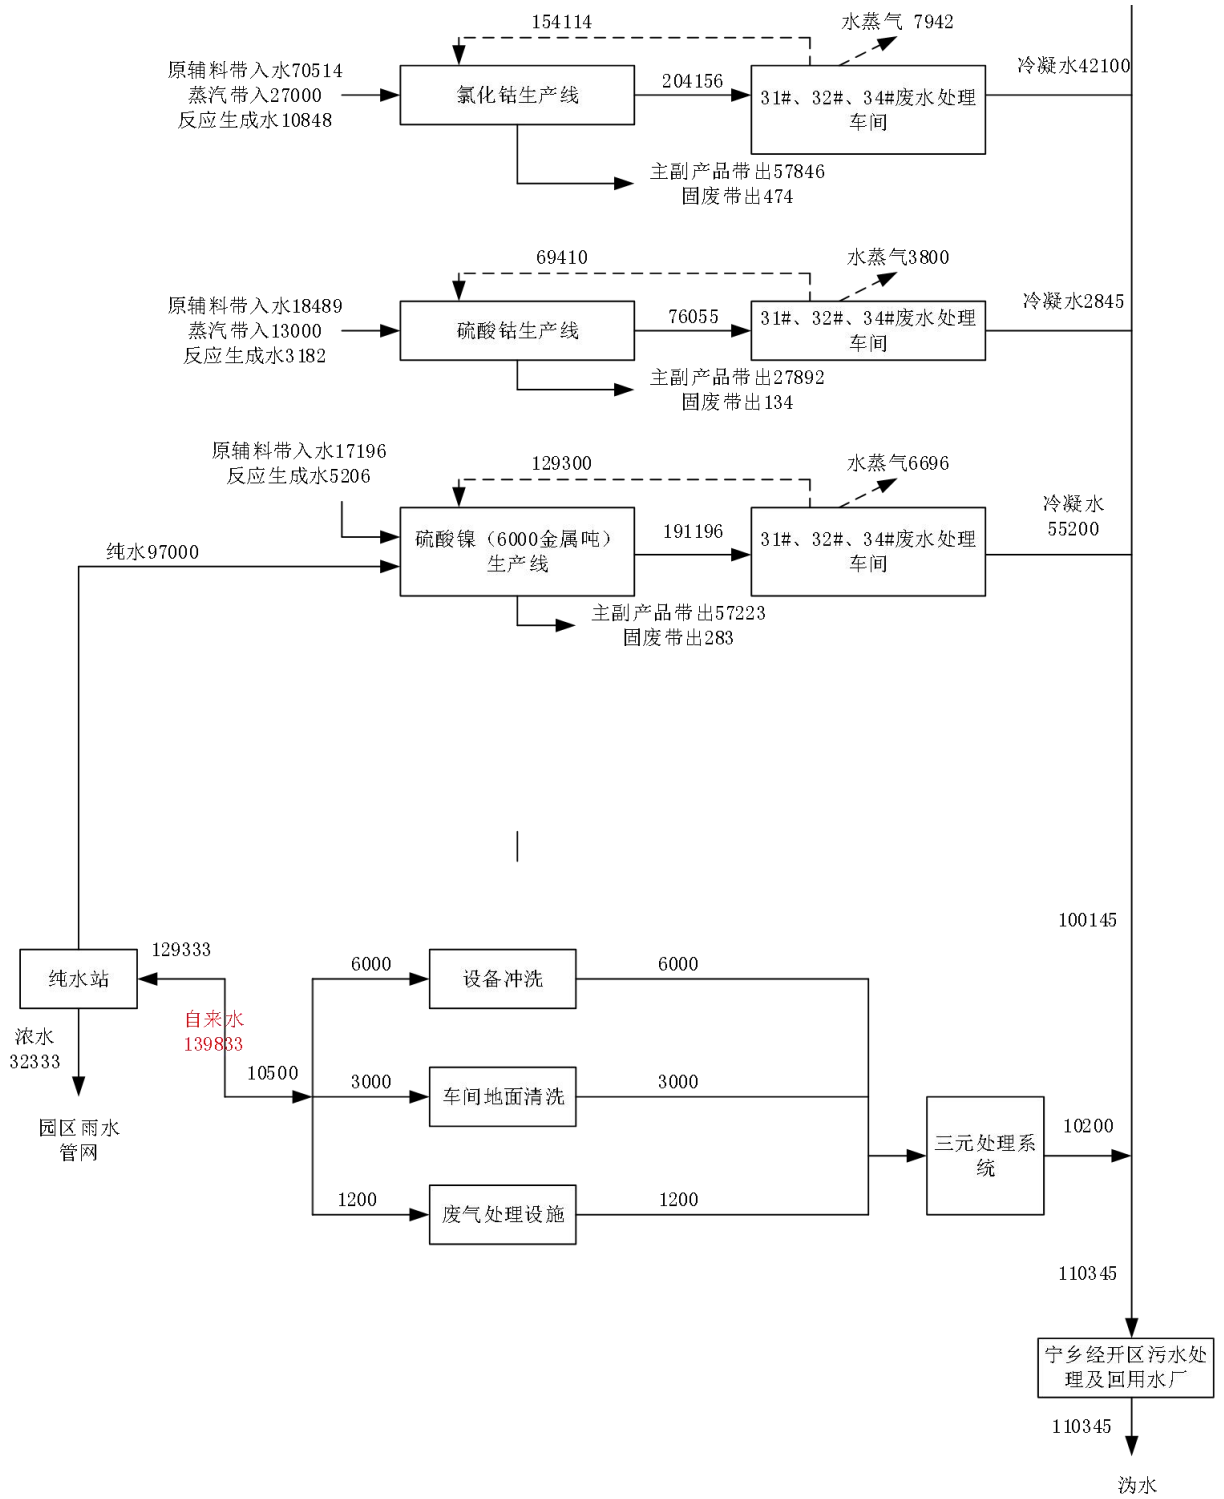 154114
水蒸气 7942
原辅料带入水70514
蒸汽带入27000
反应生成水10848
氯化钴生产线
204156
31#、32#、34#废水处理
车间
冷凝水42100
主副产品带出57846
固废带出474
69410
水蒸气3800
原辅料带入水18489
蒸汽带入13000
反应生成水3182
硫酸钴生产线
76055
31#、32#、34#废水处理
车间
冷凝水2845
主副产品带出27892
固废带出134
原辅料带入水17196
反应生成水5206
129300
水蒸气6696
纯水97000
硫酸镍（6000金属吨）
生产线
191196
31#、32#、34#废水处理
车间
冷凝水
55200
主副产品带出57223
固废带出283
100145
纯水站
129333
自来水
139833
浓水
32333
园区雨水
管网
10500
6000
设备冲洗
6000
3000
车间地面清洗
3000
1200
废气处理设施
1200
三元处理系
统
10200
110345
宁乡经开区污水处
理及回用水厂
110345
沩水